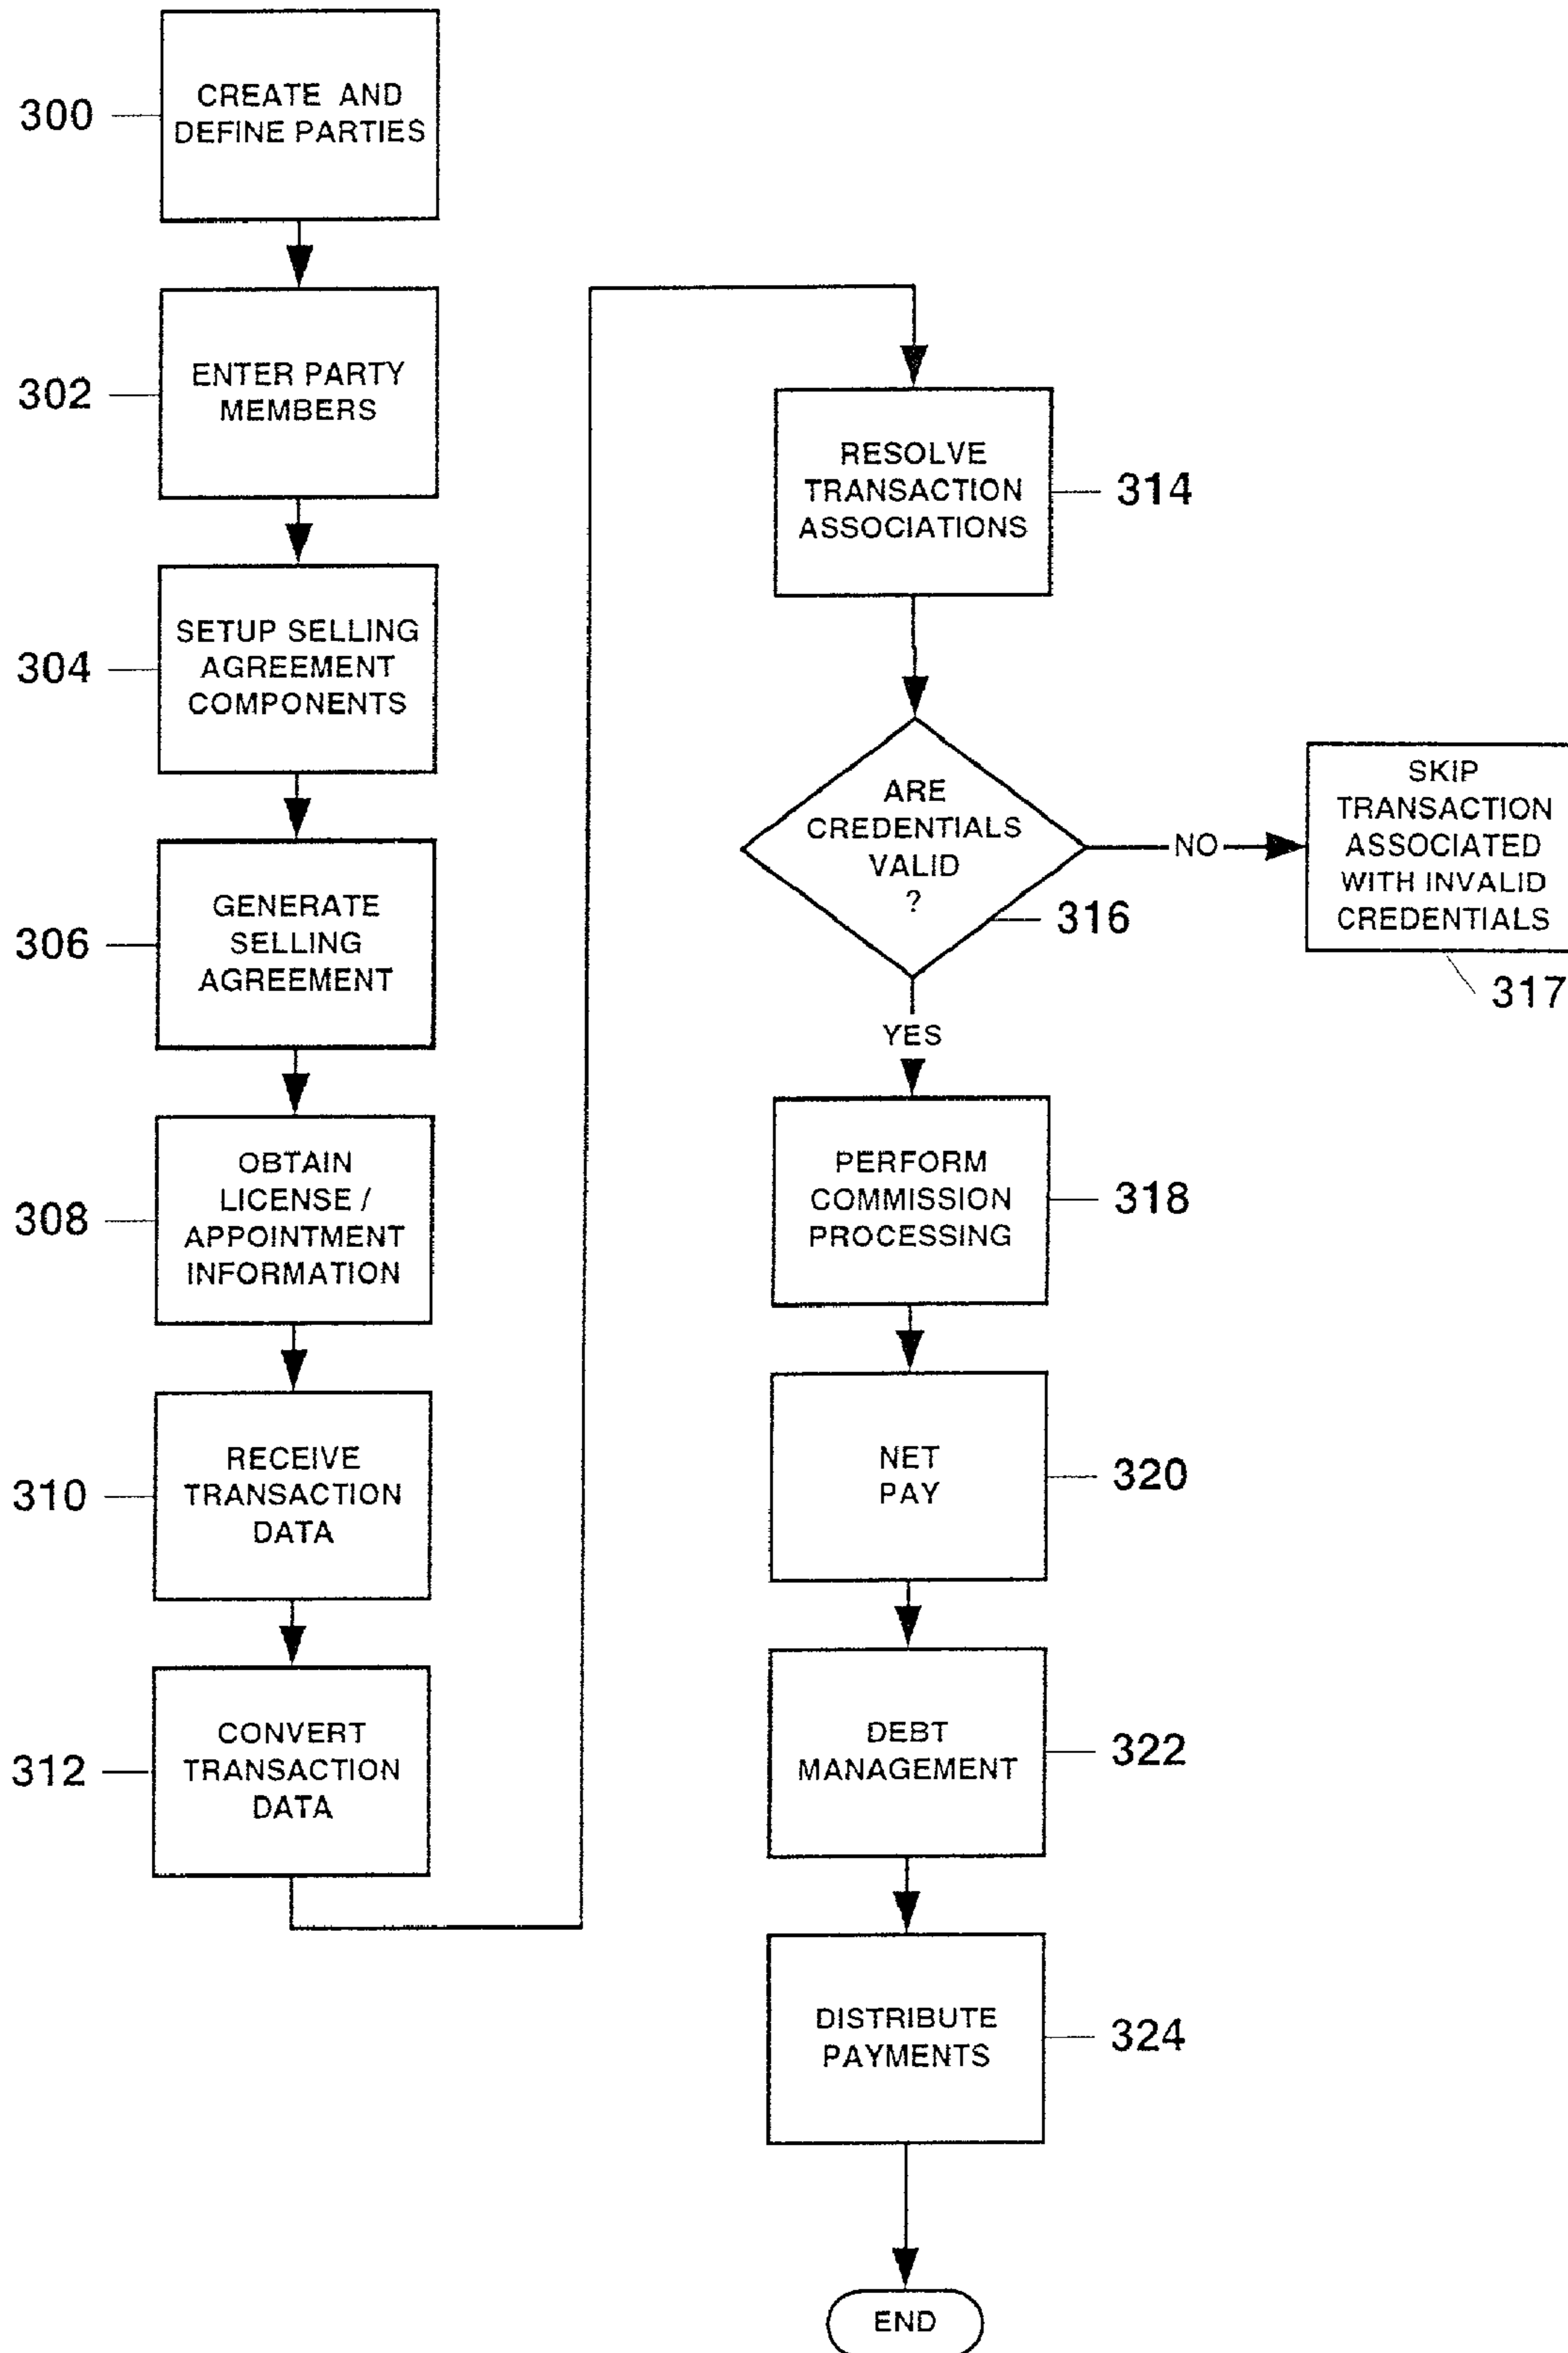 300
CREATE AND
DEFINE PARTIES
302
ENTER PARTY
MEMBERS
304
SETUP SELLING
AGREEMENT
COMPONENTS
306
GENERATE
SELLING
AGREEMENT
308
OBTAIN
LICENSE /
APPOINTMENT
INFORMATION
310
RECEIVE
TRANSACTION
DATA
312
CONVERT
TRANSACTION
DATA
RESOLVE
TRANSACTION
ASSOCIATIONS
314
ARE
CREDENTIALS
VALID
?
316
NO
SKIP
TRANSACTION
ASSOCIATED
WITH INVALID
CREDENTIALS
317
YES
PERFORM
COMMISSION
PROCESSING
318
NET
PAY
320
DEBT
MANAGEMENT
322
DISTRIBUTE
PAYMENTS
324
END